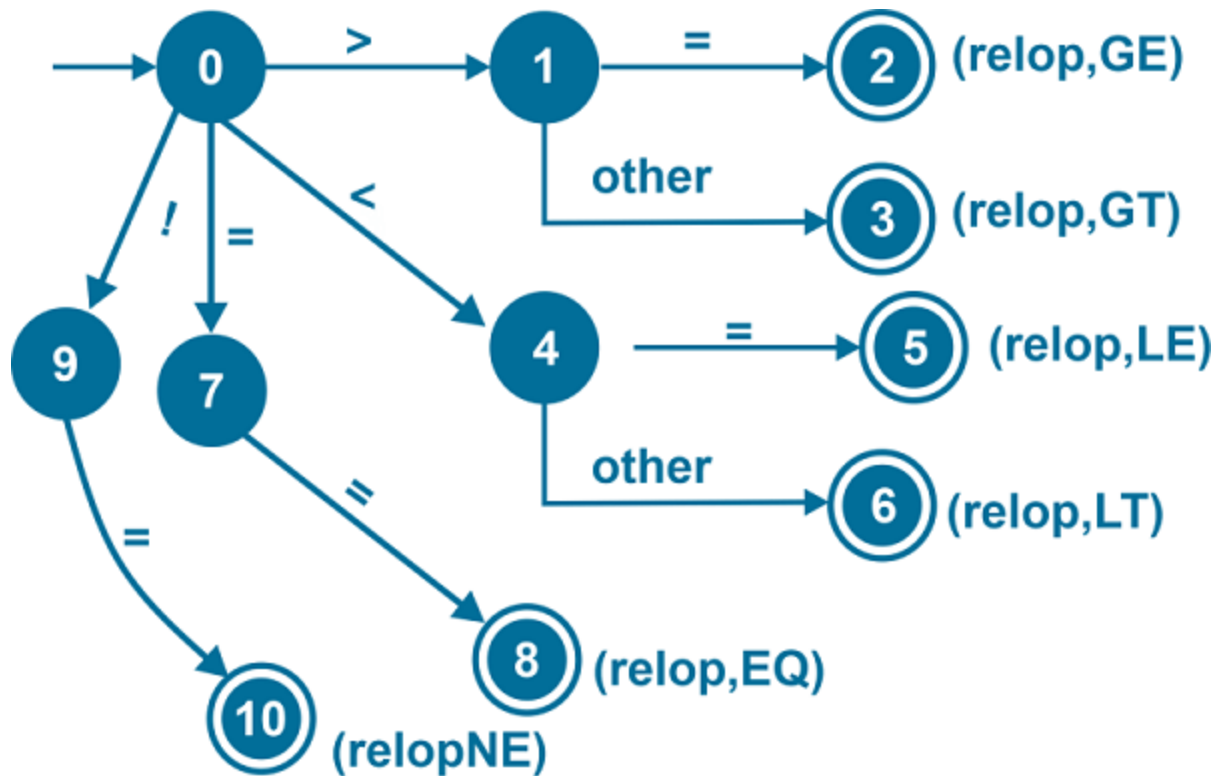 0
>
1
=
2
(relop,GE)
other
3
(relop,GT)
!
=
<
9
7
4
=
5
(relop,LE)
other
6
(relop,LT)
=
=
8
(relop,EQ)
10
(relopNE)